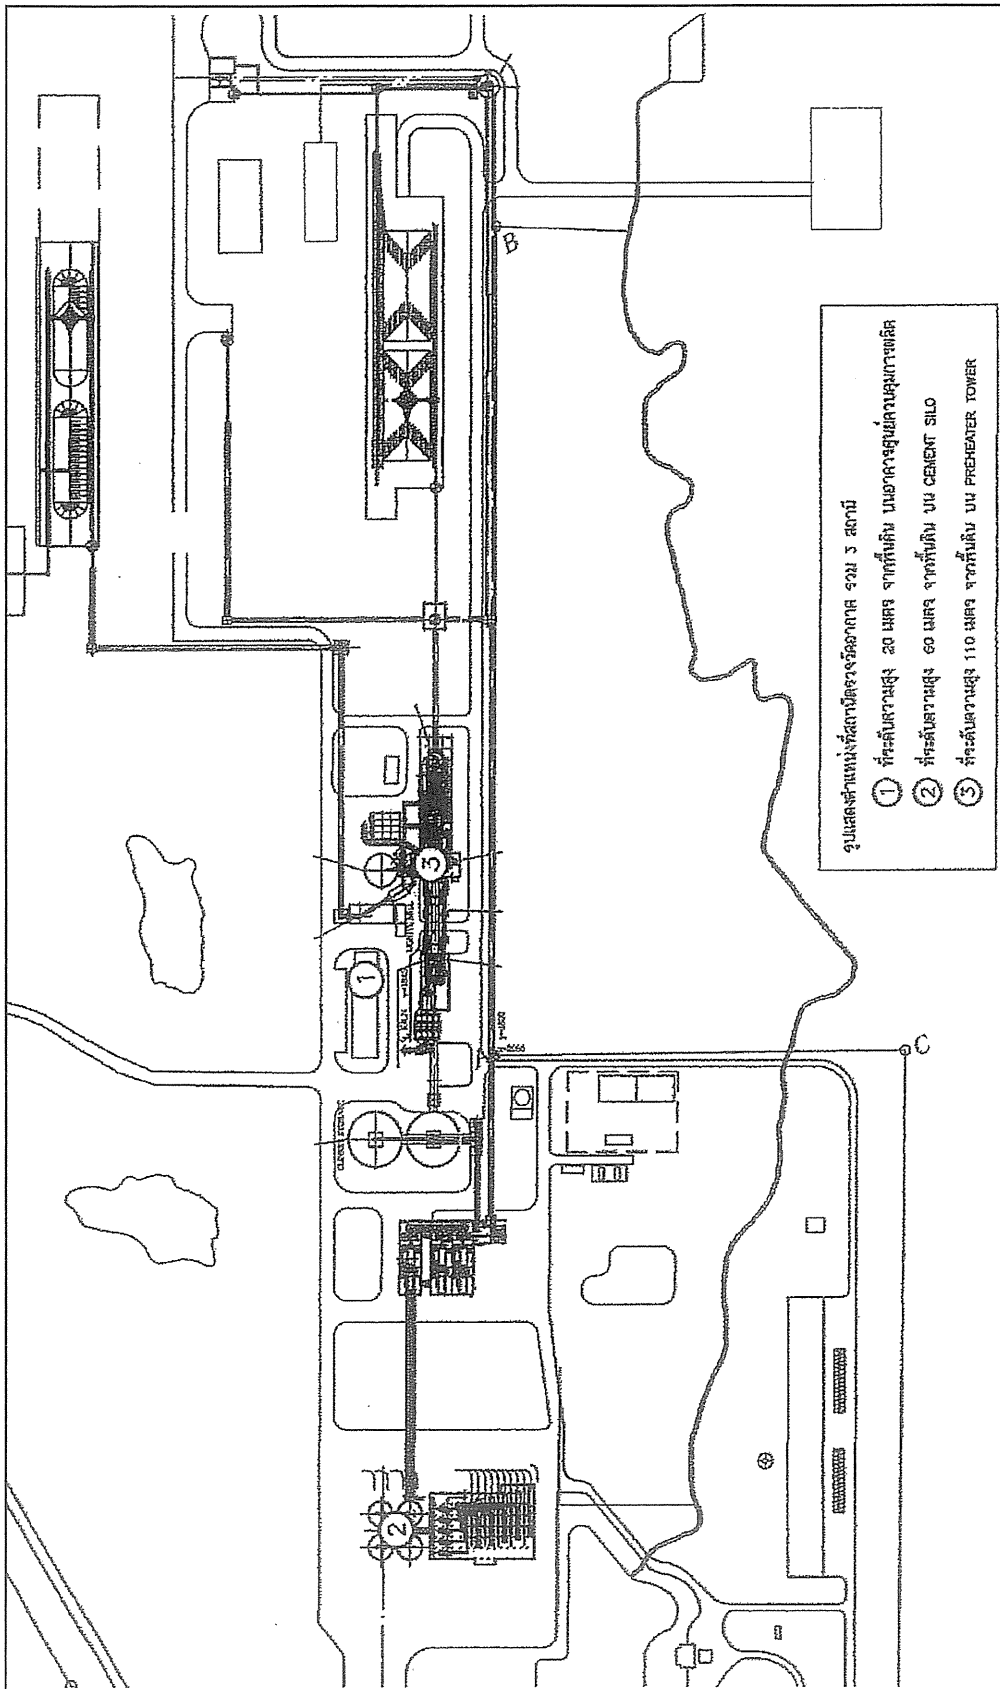 รูปแสดงตำแหน่งที่สถานีตรวจวัดอากาศ รวม 3 สถานี
1 ที่ระดับความสูง 20 เมตร จากพื้นดิน บนอาคารศูนย์ควบคุมการผลิต
2 ที่ระดับความสูง 60 เมตร จากพื้นดิน บน CEMENT SILO
3 ที่ระดับความสูง 110 เมตร จากพื้นดิน บน PREHEATER TOWER
B
C
1
2
3